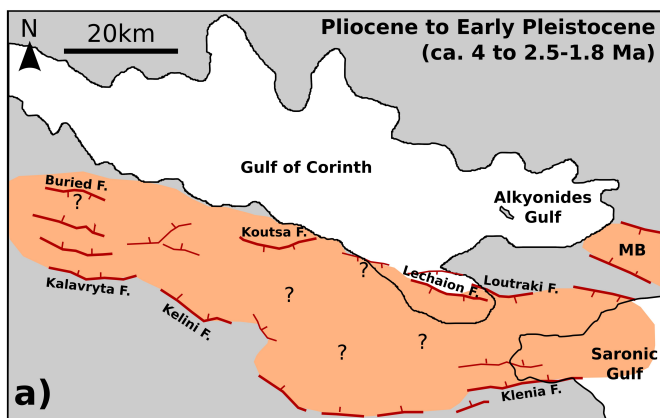 N
20km
Pliocene to Early Pleistocene
(ca. 4 to 2.5-1.8 Ma)
Gulf of Corinth
Alkyonides
Gulf
Buried F.
?
Koutsa F.
MB
?
Lechaion F.
Loutraki F.
Kalavryta F.
?
Kelini F.
?
?
Saronic
Gulf
Klenia F.
a)